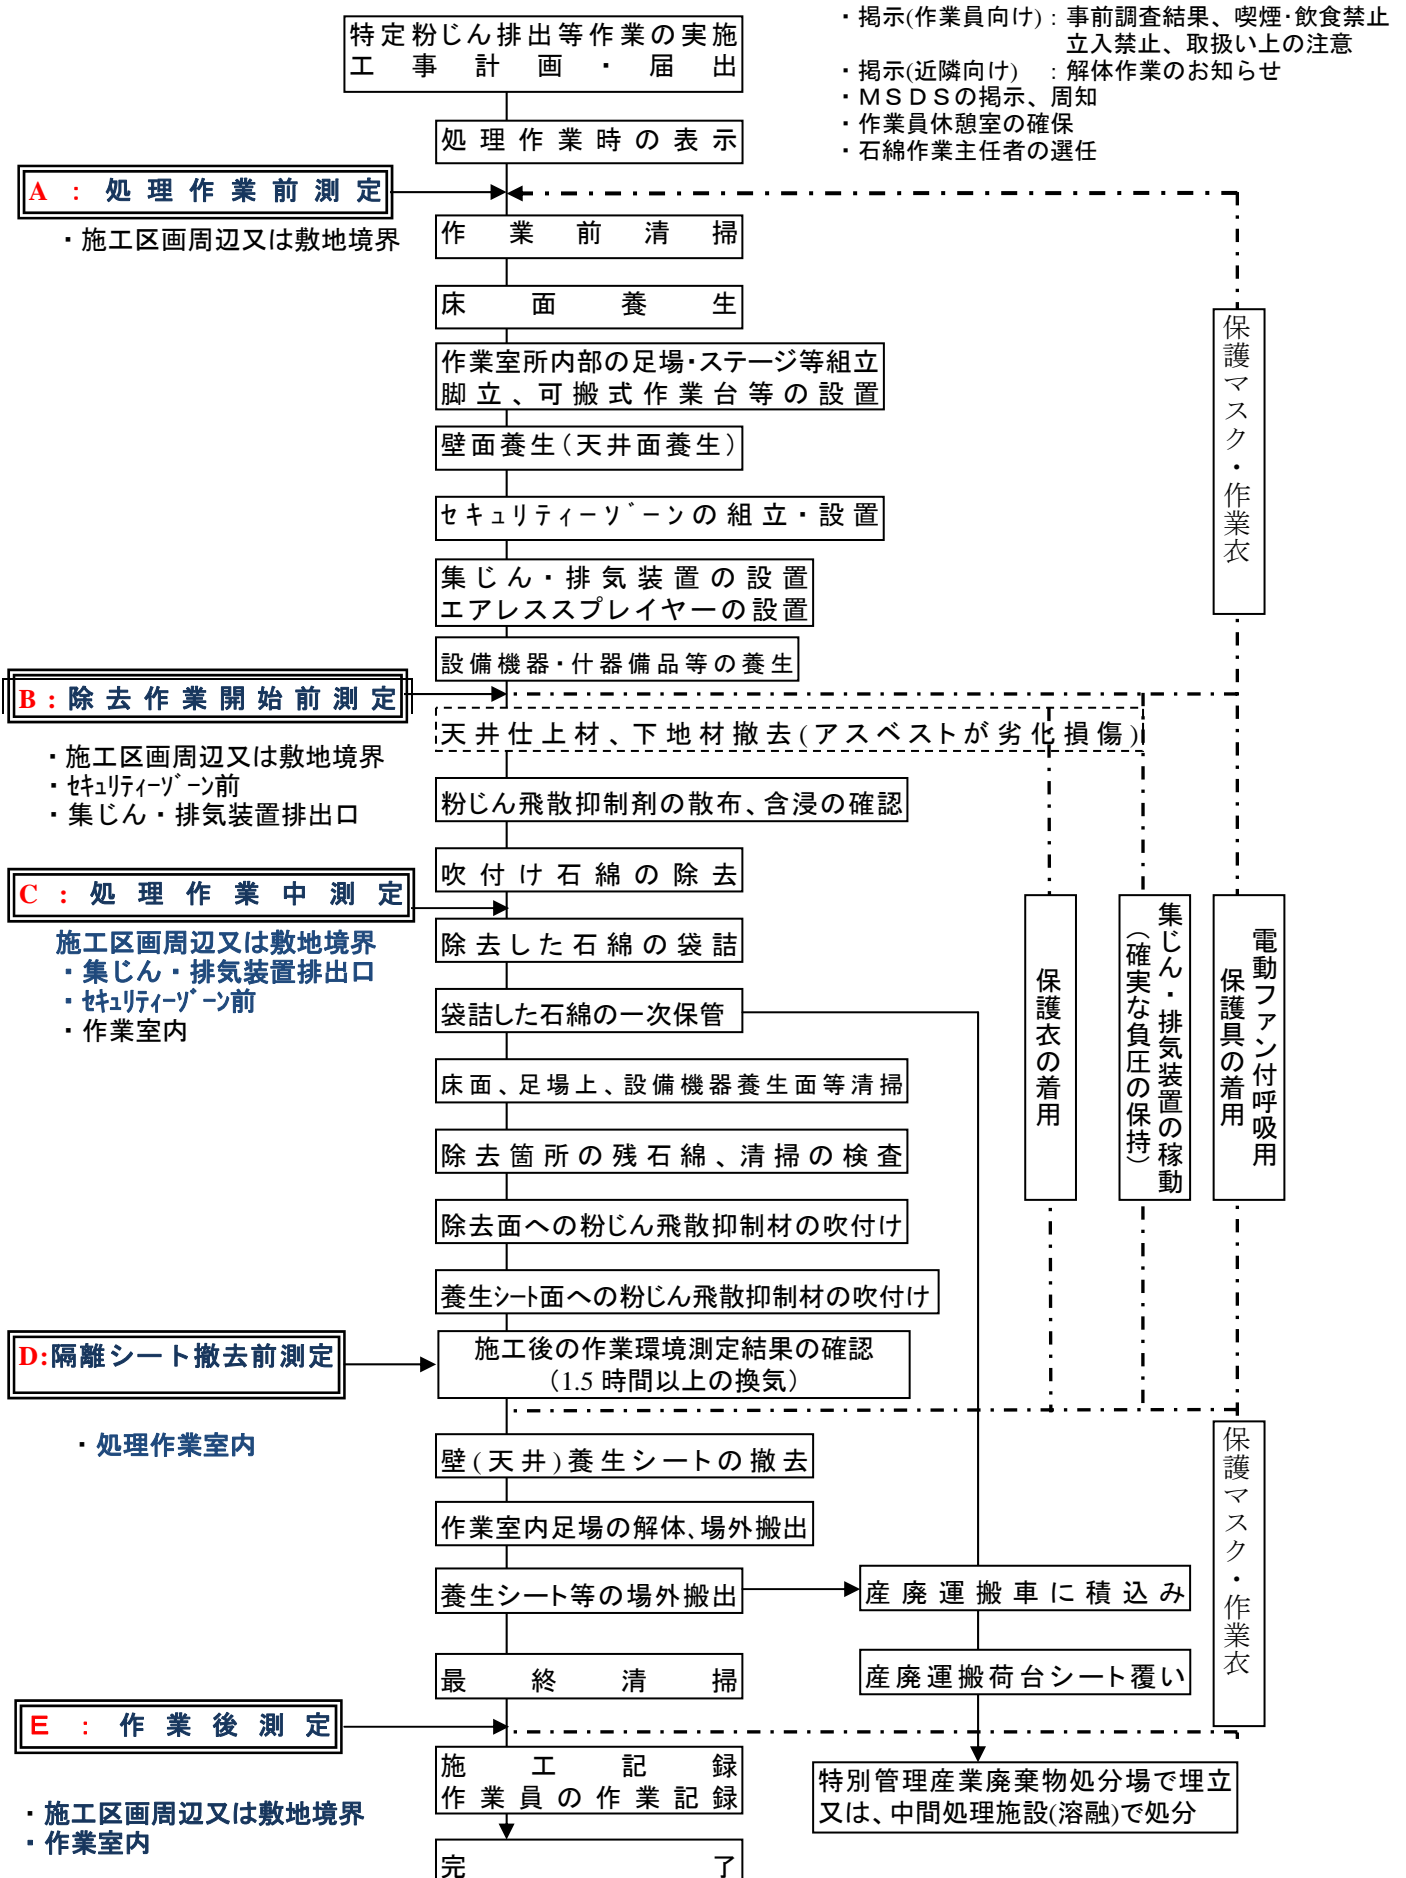 特定粉じん排出等作業の実施
工事計画・届出
・掲示(作業員向け)：事前調査結果、喫煙・飲食禁止
立入禁止、取扱い上の注意
・掲示(近隣向け)　：解体作業のお知らせ
・ＭＳＤＳの掲示、周知
・作業員休憩室の確保
・石綿作業主任者の選任
処理作業時の表示
A：処理作業前測定
・施工区画周辺又は敷地境界
作業前清掃
床面養生
作業室所内部の足場・ステージ等組立
脚立、可搬式作業台等の設置
壁面養生(天井面養生)
ｾｷｭﾘﾃｨｰｿﾞｰﾝの組立・設置
集じん・排気装置の設置
エアレススプレイヤーの設置
設備機器・什器備品等の養生
保護マスク・作業衣
B：除去作業開始前測定
・施工区画周辺又は敷地境界
・ｾｷｭﾘﾃｨｰｿﾞｰﾝ前
・集じん・排気装置排出口
天井仕上材、下地材撤去(アスベストが劣化損傷)
粉じん飛散抑制剤の散布、含浸の確認
吹付け石綿の除去
C：処理作業中測定
施工区画周辺又は敷地境界
・集じん・排気装置排出口
・ｾｷｭﾘﾃｨｰｿﾞｰﾝ前
・作業室内
除去した石綿の袋詰
袋詰した石綿の一次保管
床面、足場上、設備機器養生面等清掃
除去箇所の残石綿、清掃の検査
除去面への粉じん飛散抑制材の吹付け
養生ｼｰﾄ面への粉じん飛散抑制材の吹付け
保護衣の着用
集じん・排気装置の稼動
（確実な負圧の保持）
電動ファン付呼吸用
保護具の着用
D:隔離シート撤去前測定
・処理作業室内
施工後の作業環境測定結果の確認
（1.5 時間以上の換気）
壁(天井)養生シートの撤去
作業室内足場の解体、場外搬出
養生シート等の場外搬出
最終清掃
産廃運搬車に積込み
産廃運搬荷台シート覆い
保護マスク・作業衣
Ｅ：作業後測定
・施工区画周辺又は敷地境界
・作業室内
施工記録
作業員の作業記録
特別管理産業廃棄物処分場で埋立
又は、中間処理施設(溶融)で処分
完了